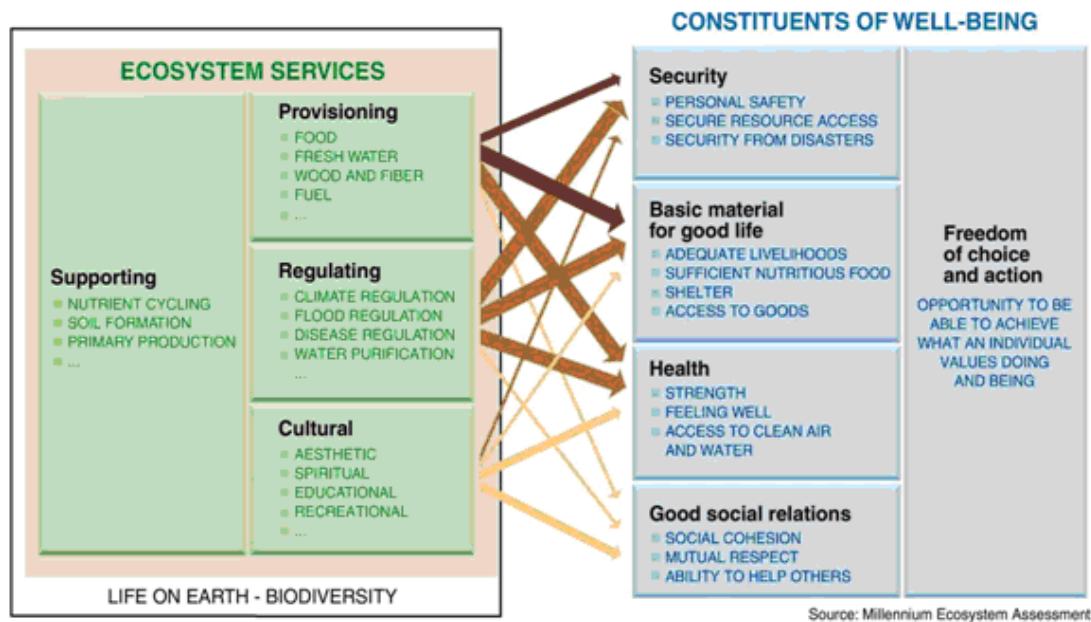 CONSTITUENTS OF WELL-BEING
ECOSYSTEM SERVICES
Supporting
NUTRIENT CYCLING
SOIL FORMATION
PRIMARY PRODUCTION
...
Provisioning
FOOD
FRESH WATER
WOOD AND FIBER
FUEL
...
Regulating
CLIMATE REGULATION
FLOOD REGULATION
DISEASE REGULATION
WATER PURIFICATION
...
Cultural
AESTHETIC
SPIRITUAL
EDUCATIONAL
RECREATIONAL
...
LIFE ON EARTH - BIODIVERSITY
Security
PERSONAL SAFETY
SECURE RESOURCE ACCESS
SECURITY FROM DISASTERS
Basic material
for good life
ADEQUATE LIVELIHOODS
SUFFICIENT NUTRITIOUS FOOD
SHELTER
ACCESS TO GOODS
Health
STRENGTH
FEELING WELL
ACCESS TO CLEAN AIR
AND WATER
Good social relations
SOCIAL COHESION
MUTUAL RESPECT
ABILITY TO HELP OTHERS
Freedom
of choice
and action
OPPORTUNITY TO BE
ABLE TO ACHIEVE
WHAT AN INDIVIDUAL
VALUES DOING
AND BEING
Source: Millennium Ecosystem Assessment